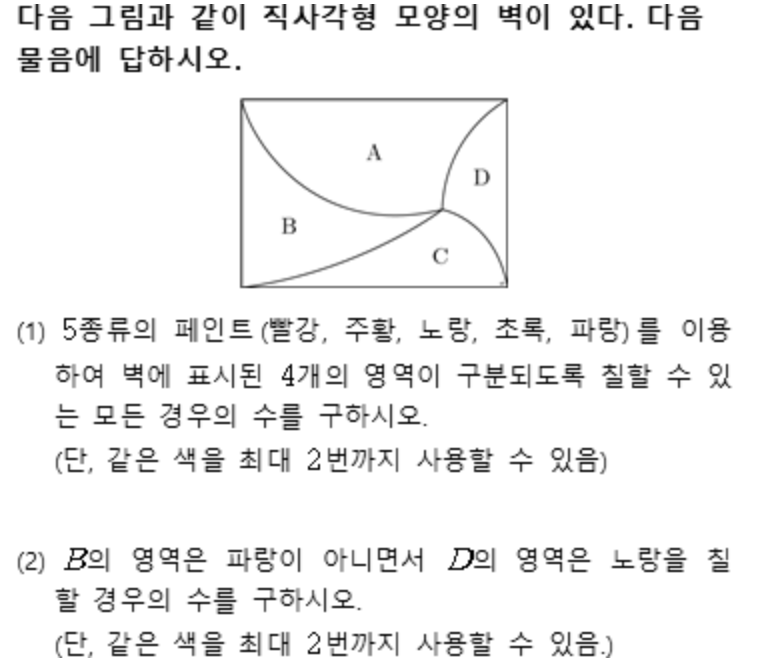 다음 그림과 같이 직사각형 모양의 벽이 있다. 다음
물음에 답하시오.
A
D
B
C
(1) 5종류의 페인트(빨강, 주황, 노랑, 초록, 파랑)를 이용
하여 벽에 표시된 4개의 영역이 구분되도록 칠할 수 있
는 모든 경우의 수를 구하시오.
(단, 같은 색을 최대 2번까지 사용할 수 있음)
(2) B의 영역은 파랑이 아니면서 D의 영역은 노랑을 칠
할 경우의 수를 구하시오.
(단, 같은 색을 최대 2번까지 사용할 수 있음.)